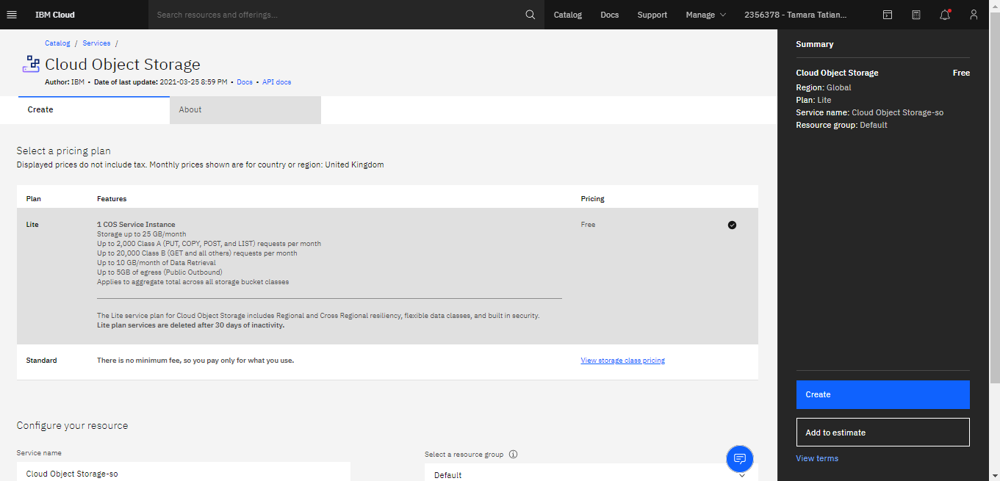 IBM Cloud
Search resources and offerings...
Catalog
Docs
Support
Manage
2356378 - Tamara Tatian...
Catalog / Services /
Cloud Object Storage
Author: IBM • Date of last update: 2021-03-25 8:59 PM • Docs • API docs
Create
About
Select a pricing plan
Displayed prices do not include tax. Monthly prices shown are for country or region: United Kingdom
Plan Features Pricing
Lite
1 COS Service Instance
Storage up to 25 GB/month
Up to 2,000 Class A (PUT, COPY, POST, and LIST) requests per month
Up to 20,000 Class B (GET and all others) requests per month
Up to 10 GB/month of Data Retrieval
Up to 5GB of egress (Public Outbound)
Applies to aggregate total across all storage bucket classes
The Lite service plan for Cloud Object Storage includes Regional and Cross Regional resiliency, flexible data classes, and built in security.
Lite plan services are deleted after 30 days of inactivity.
Free
Standard
There is no minimum fee, so you pay only for what you use.
View storage class pricing
Configure your resource
Service name
Cloud Object Storage-so
Select a resource group
Default
Summary
Cloud Object Storage Free
Region: Global
Plan: Lite
Service name: Cloud Object Storage-so
Resource group: Default
Create
Add to estimate
View terms